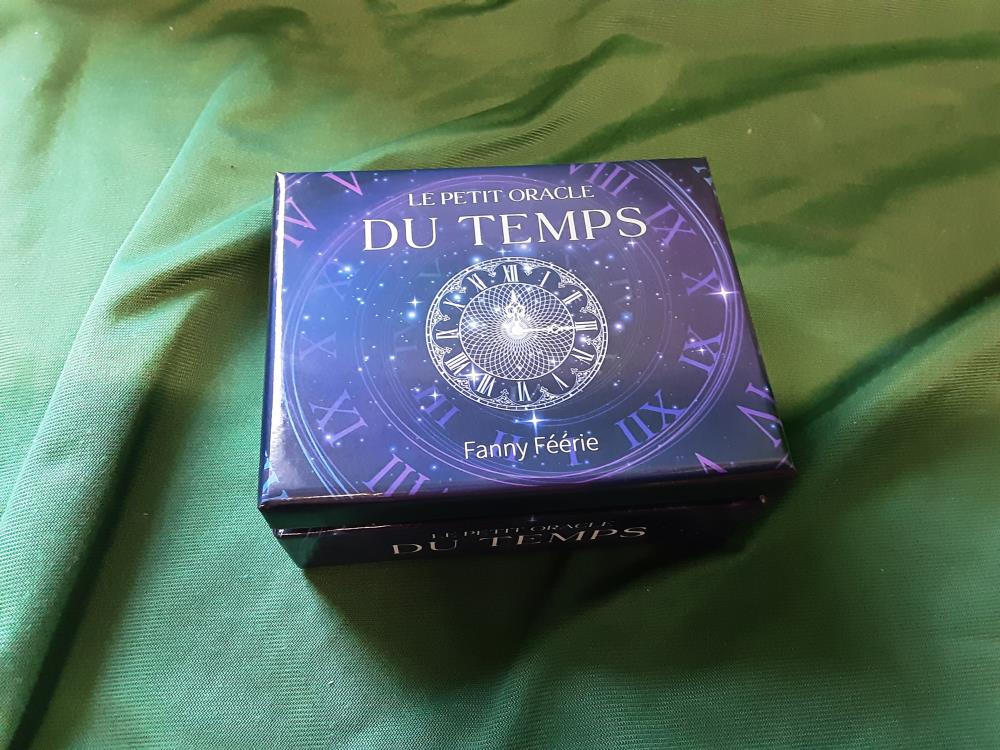 LE PETIT ORACLE
DU TEMPS
Fanny Féérie
LE PETIT ORACLE
DU TEMPS